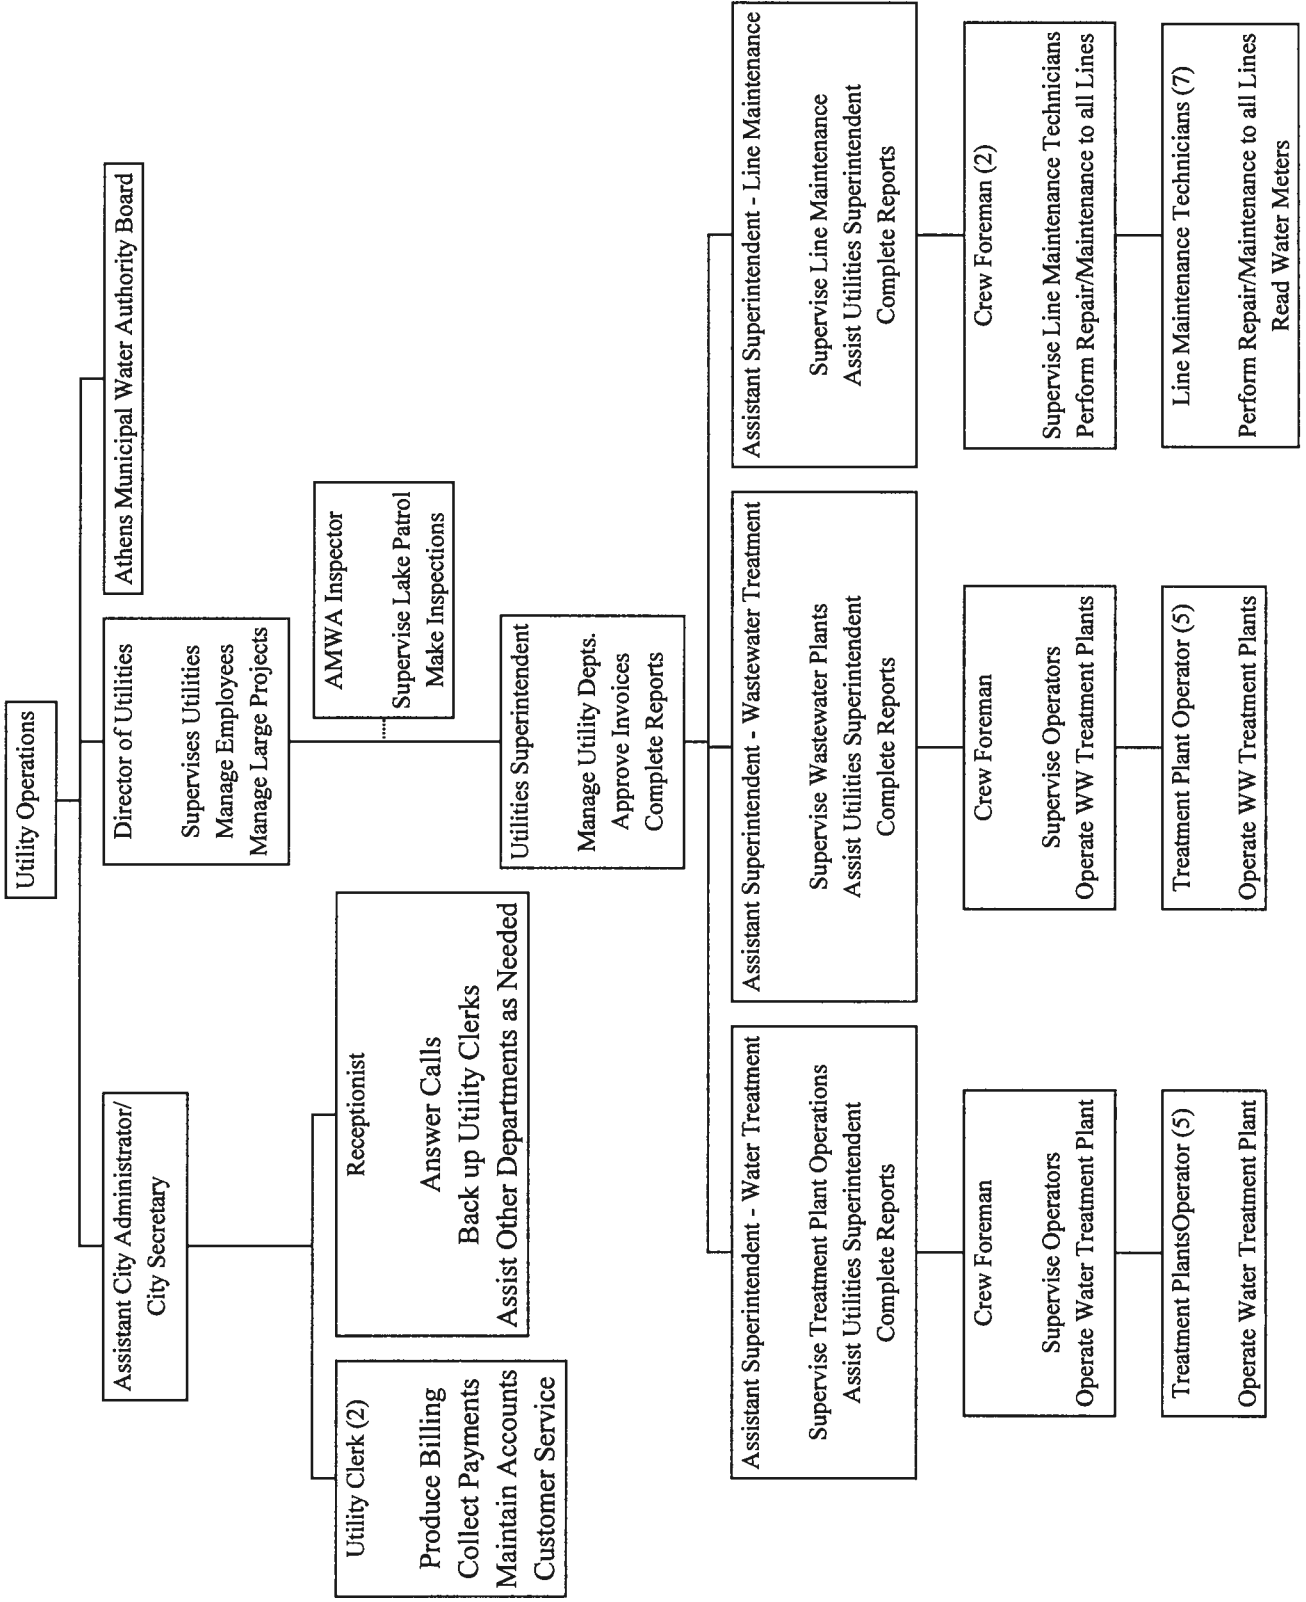 Utility Operations
Assistant City Administrator/
City Secretary
Director of Utilities
Supervises Utilities
Manage Employees
Manage Large Projects
Athens Municipal Water Authority Board
Utility Clerk (2)
Produce Billing
Collect Payments
Maintain Accounts
Customer Service
Receptionist
Answer Calls
Back up Utility Clerks
Assist Other Departments as Needed
AMWA Inspector
Supervise Lake Patrol
Make Inspections
Utilities Superintendent
Manage Utility Depts.
Approve Invoices
Complete Reports
Assistant Superintendent - Water Treatment
Supervise Treatment Plant Operations
Assist Utilities Superintendent
Complete Reports
Assistant Superintendent - Wastewater Treatment
Supervise Wastewater Plants
Assist Utilities Superintendent
Complete Reports
Assistant Superintendent - Line Maintenance
Supervise Line Maintenance
Assist Utilities Superintendent
Complete Reports
Crew Foreman
Supervise Operators
Operate Water Treatment Plant
Crew Foreman
Supervise Operators
Operate WW Treatment Plants
Crew Foreman (2)
Supervise Line Maintenance Technicians
Perform Repair/Maintenance to all Lines
Treatment PlantsOperator (5)
Operate Water Treatment Plant
Treatment Plant Operator (5)
Operate WW Treatment Plants
Line Maintenance Technicians (7)
Perform Repair/Maintenance to all Lines
Read Water Meters